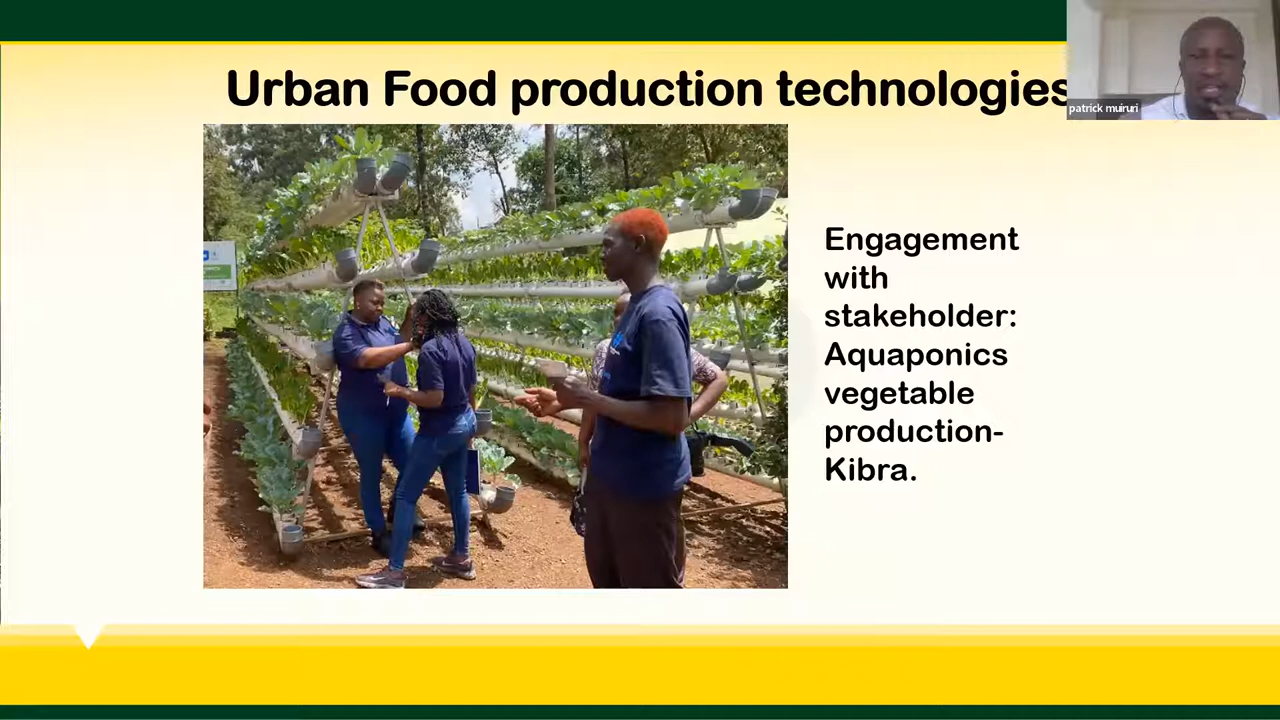 Urban Food production technologies
patrick muiruri
Engagement
with
stakeholder:
Aquaponics
vegetable
production-
Kibra.